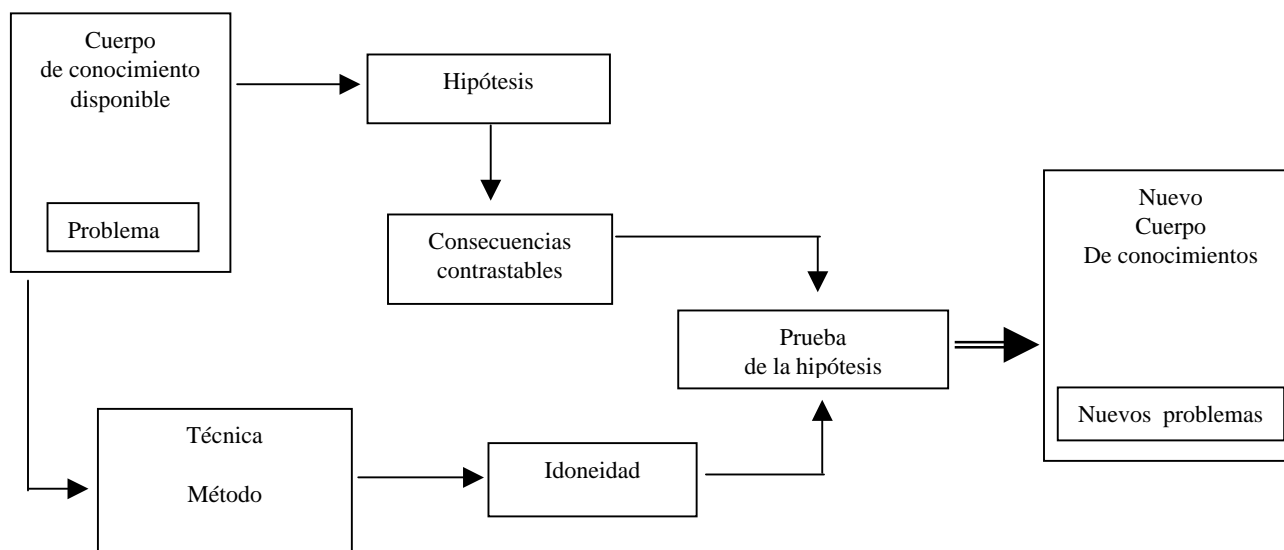 Cuerpo
de conocimiento
disponible
Problema
Hipótesis
Consecuencias
contrastables
Técnica
Método
Idoneidad
Prueba
de la hipótesis
Nuevo
Cuerpo
De conocimientos
Nuevos problemas